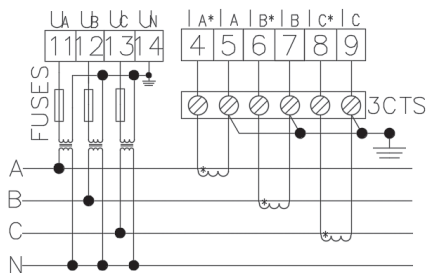 UA UB UC UN IA* IA IB* IB IC* IC
11 12 13 14 4 5 6 7 8 9
FUSES
3CTS
*
A
*
B
*
C
N